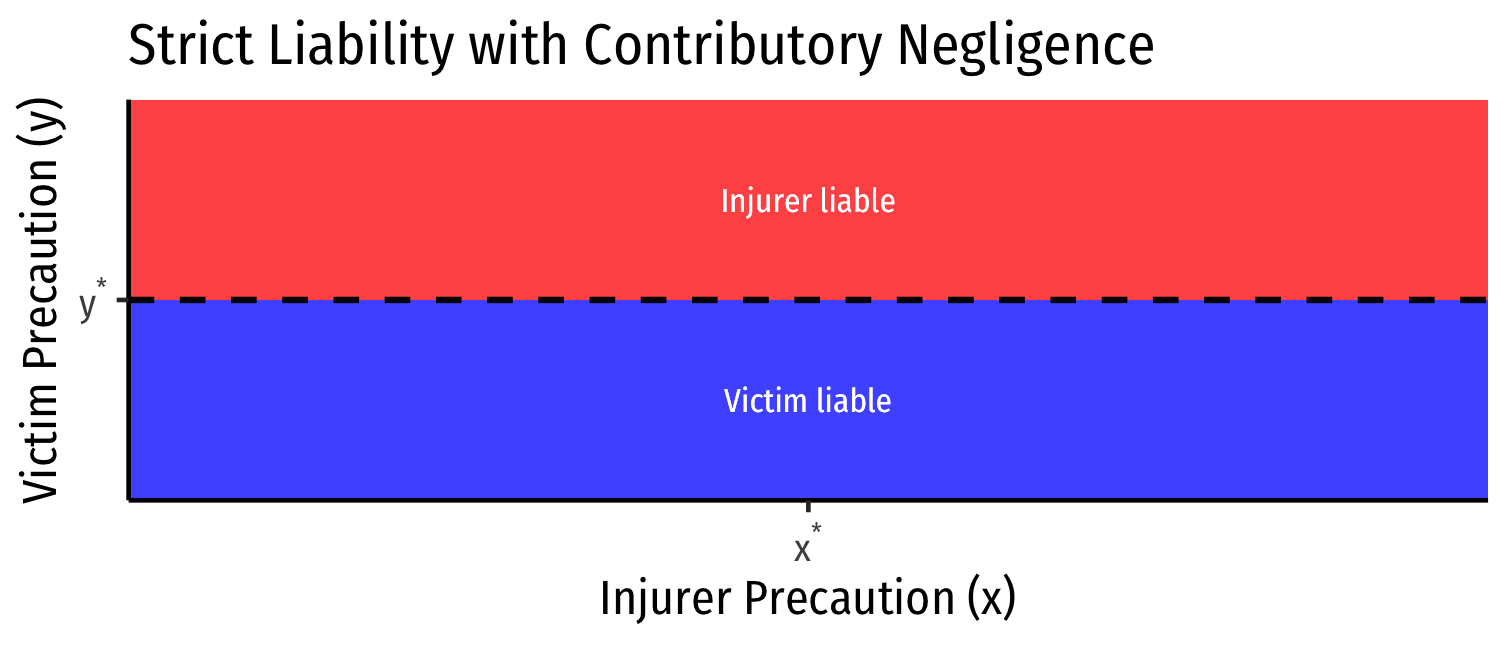 Strict Liability with Contributory Negligence
Victim Precaution (y)
Injurer liable
y*
Victim liable
x*
Injurer Precaution (x)